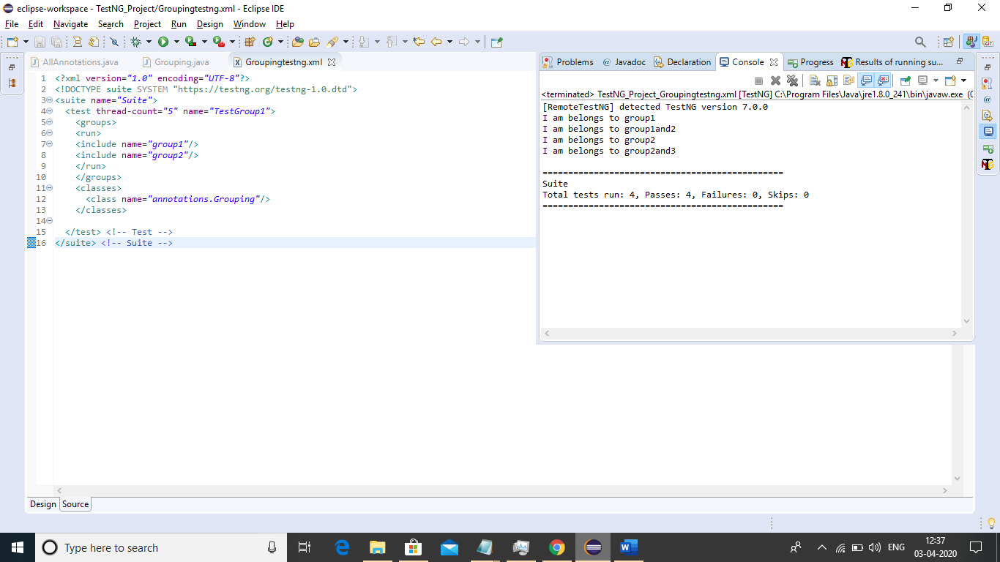 eclipse-workspace - TestNG_Project/Groupingtestng.xml - Eclipse IDE
File Edit Navigate Search Project Run Design Window Help
AllAnnotations.java Grouping.java Groupingtestng.xml
1 <?xml version="1.0" encoding="UTF-8"?>
2 <!DOCTYPE suite SYSTEM "https://testng.org/testng-1.0.dtd">
3 <suite name="Suite">
4 <test thread-count="5" name="TestGroup1">
5 <groups>
6 <run>
7 <include name="group1"/>
8 <include name="group2"/>
9 </run>
10 </groups>
11 <classes>
12 <class name="annotations.Grouping"/>
13 </classes>
14
15 </test> <!-- Test -->
16 </suite> <!-- Suite -->
Design Source
Problems @ Javadoc Declaration Console Progress Results of running su...
<terminated> TestNG_Project_Groupingtestng.xml [TestNG] C:\Program Files\Java\jre1.8.0_241\bin\javaw.exe (0
[RemoteTestNG] detected TestNG version 7.0.0
I am belongs to group1
I am belongs to group1and2
I am belongs to group2
I am belongs to group2and3
===============================================
Suite
Total tests run: 4, Passes: 4, Failures: 0, Skips: 0
===============================================
Type here to search
ENG
12:37
03-04-2020